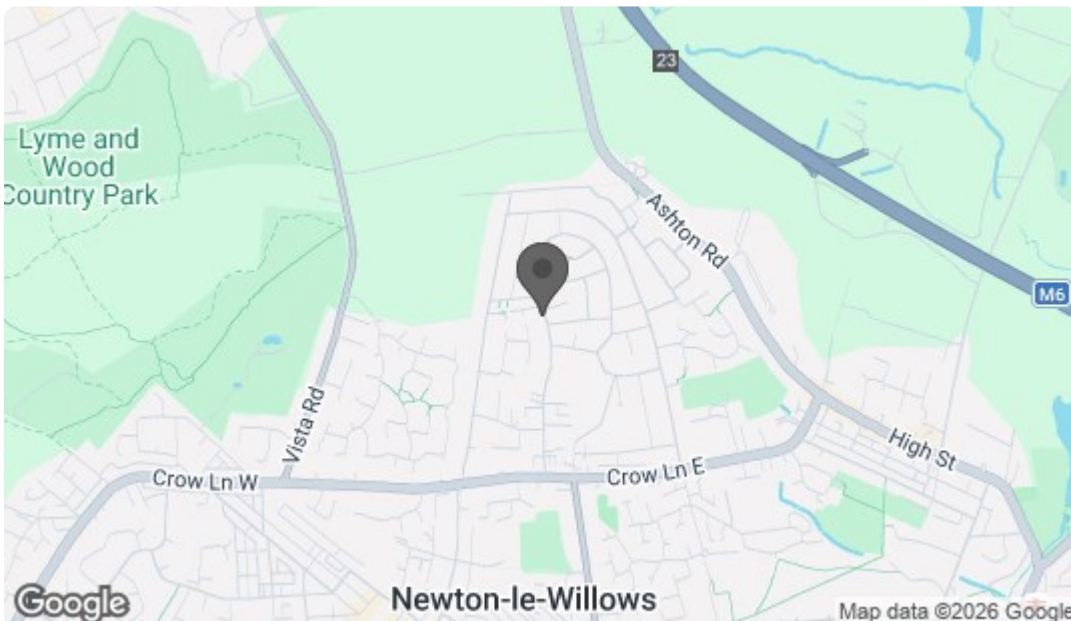 23
Lyme and
Wood
Country Park
Ashton Rd
M6
Vista Rd
High St
Crow Ln W
Crow Ln E
Newton-le-Willows
Google
Map data ©2026 Google